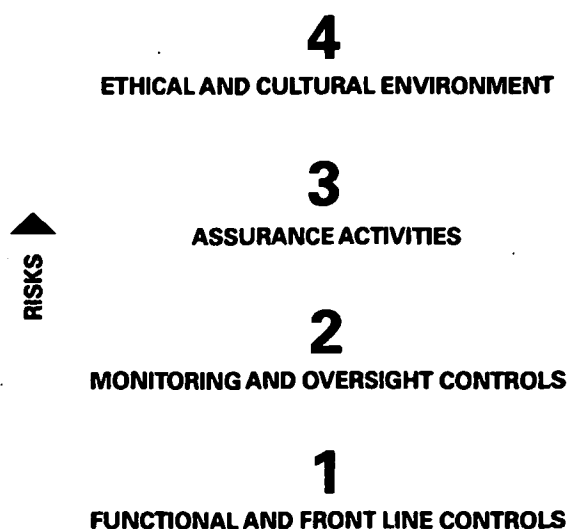 4
ETHICAL AND CULTURAL ENVIRONMENT
3
ASSURANCE ACTIVITIES
RISKS
2
MONITORING AND OVERSIGHT CONTROLS
1
FUNCTIONAL AND FRONT LINE CONTROLS